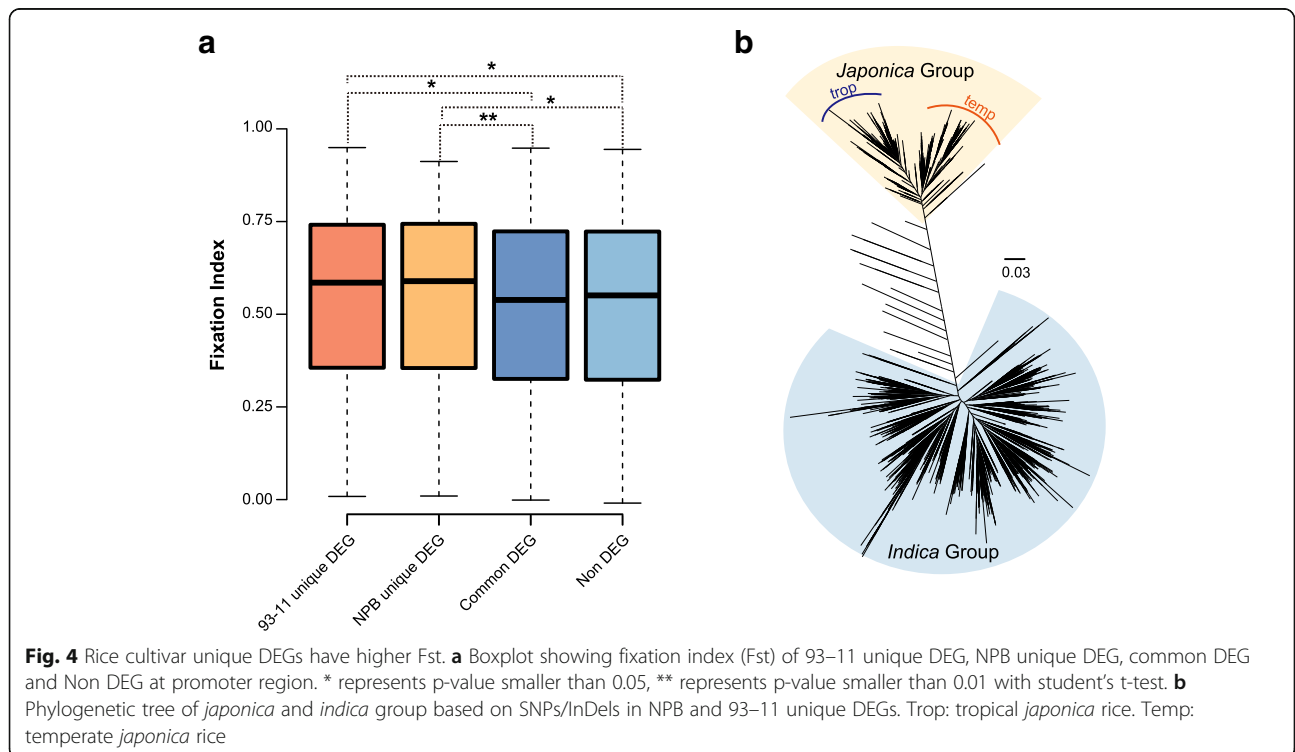 a
b
*
*
*
**
1.00
0.75
0.50
0.25
0.00
Fixation Index
93-11 unique DEG
NPB unique DEG
Common DEG
Non DEG
Japonica Group
trop
temp
0.03
Indica Group
Fig. 4 Rice cultivar unique DEGs have higher Fst. a Boxplot showing fixation index (Fst) of 93–11 unique DEG, NPB unique DEG, common DEG
and Non DEG at promoter region. * represents p-value smaller than 0.05, ** represents p-value smaller than 0.01 with student's t-test. b
Phylogenetic tree of japonica and indica group based on SNPs/InDels in NPB and 93–11 unique DEGs. Trop: tropical japonica rice. Temp:
temperate japonica rice